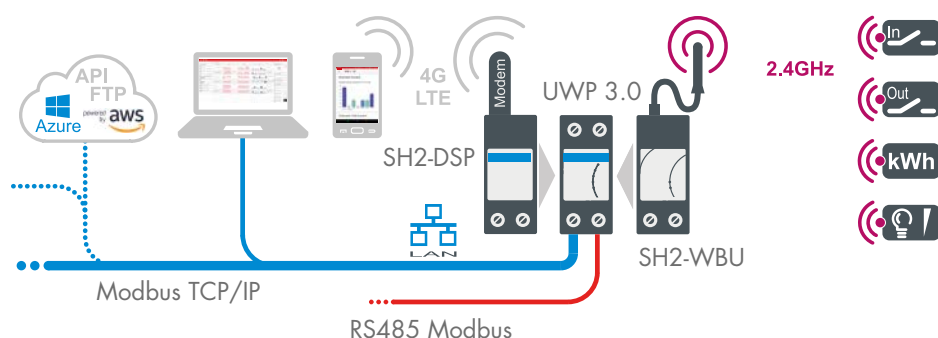 API
FTP
Azure
powered by aws
4G
LTE
Modem
UWP 3.0
SH2-DSP
SH2-WBU
2.4GHz
In
Out
kWh
LAN
Modbus TCP/IP
RS485 Modbus